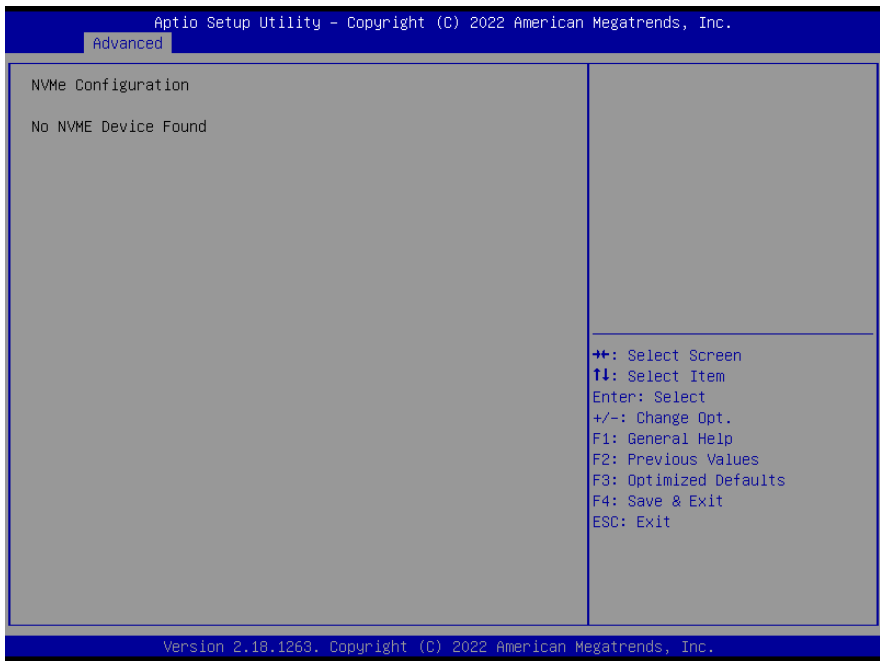 Aptio Setup Utility – Copyright (C) 2022 American Megatrends, Inc.
Advanced
NVMe Configuration
No NVME Device Found
→←: Select Screen
↑↓: Select Item
Enter: Select
+/-: Change Opt.
F1: General Help
F2: Previous Values
F3: Optimized Defaults
F4: Save & Exit
ESC: Exit
Version 2.18.1263. Copyright (C) 2022 American Megatrends, Inc.